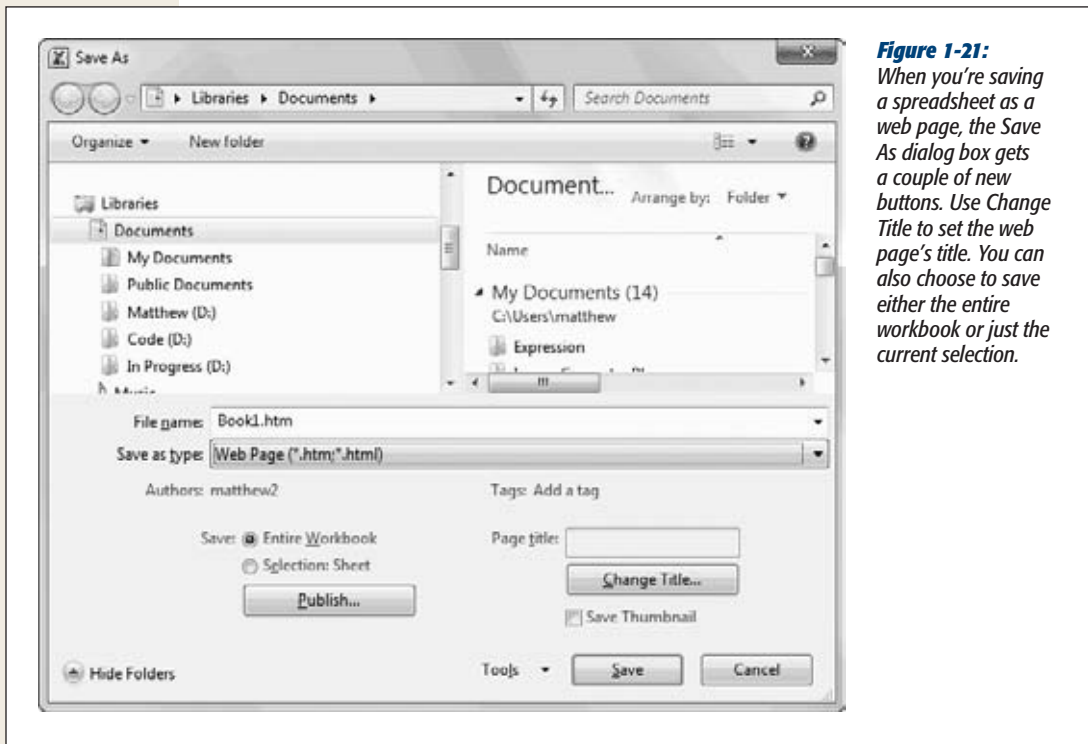 Save As
Libraries ▸ Documents ▸
Search Documents
Organize
New folder
Libraries
Documents
My Documents
Public Documents
Matthew (D:)
Code (D:)
In Progress (D:)
Music
Document...
Arrange by: Folder
Name
My Documents (14)
C:\Users\matthew
Expression
File name: Book1.htm
Save as type: Web Page (*.htm;*.html)
Authors: matthew2
Tags: Add a tag
Save: Entire Workbook
Selection: Sheet
Publish...
Page title:
Change Title...
Save Thumbnail
Hide Folders
Tools
Save
Cancel
Figure 1-21:
When you're saving
a spreadsheet as a
web page, the Save
As dialog box gets
a couple of new
buttons. Use Change
Title to set the web
page's title. You can
also choose to save
either the entire
workbook or just the
current selection.